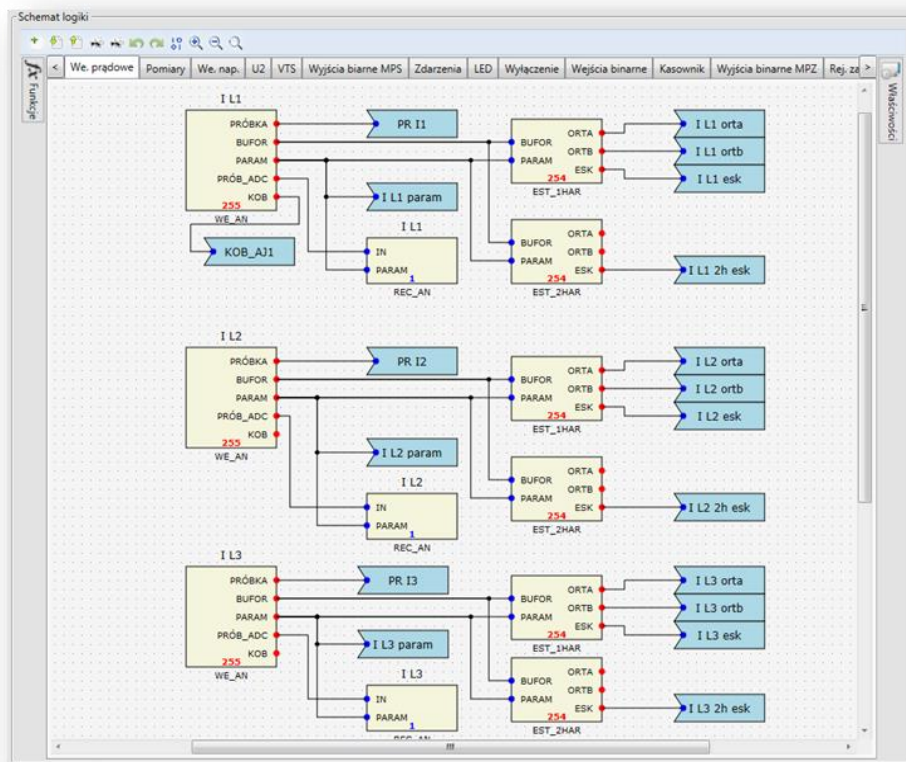 Schemat logiki
fx Funkcje
Właściwości
< We. prądowe Pomiary We. nap. U2 VTS Wyjścia biarne MPS Zdarzenia LED Wyłączenie Wejścia binarne Kasownik Wyjścia binarne MPZ Rej. za >
I L1
PRÓBKA
BUFOR
PARAM
PRÓB_ADC
KOB
255
WE_AN
PR I1
I L1 param
KOB_AJ1
I L1
IN
PARAM
1
REC_AN
BUFOR
PARAM
ORTA
ORTB
ESK
254
EST_1HAR
I L1 orta
I L1 ortb
I L1 esk
BUFOR
PARAM
ORTA
ORTB
ESK
254
EST_2HAR
I L1 2h esk
I L2
PRÓBKA
BUFOR
PARAM
PRÓB_ADC
KOB
255
WE_AN
PR I2
I L2 param
I L2
IN
PARAM
1
REC_AN
BUFOR
PARAM
ORTA
ORTB
ESK
254
EST_1HAR
I L2 orta
I L2 ortb
I L2 esk
BUFOR
PARAM
ORTA
ORTB
ESK
254
EST_2HAR
I L2 2h esk
I L3
PRÓBKA
BUFOR
PARAM
PRÓB_ADC
KOB
255
WE_AN
PR I3
I L3 param
I L3
IN
PARAM
1
REC_AN
BUFOR
PARAM
ORTA
ORTB
ESK
254
EST_1HAR
I L3 orta
I L3 ortb
I L3 esk
BUFOR
PARAM
ORTA
ORTB
ESK
254
EST_2HAR
I L3 2h esk